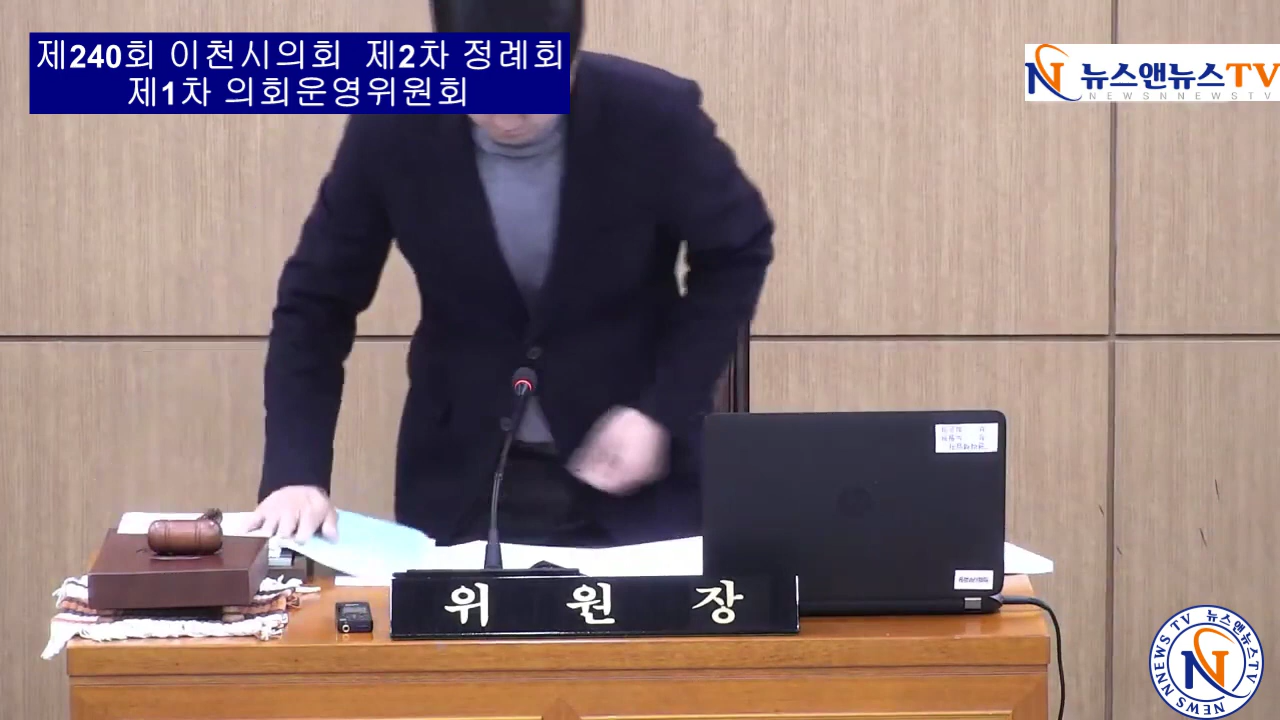 제240회 이천시의회 제2차 정례회
제1차 의회운영위원회
뉴스앤뉴스TV
NEWSNNEWSTV
위 원 장
뉴스앤뉴스TV
NNEWS TV
NEWS